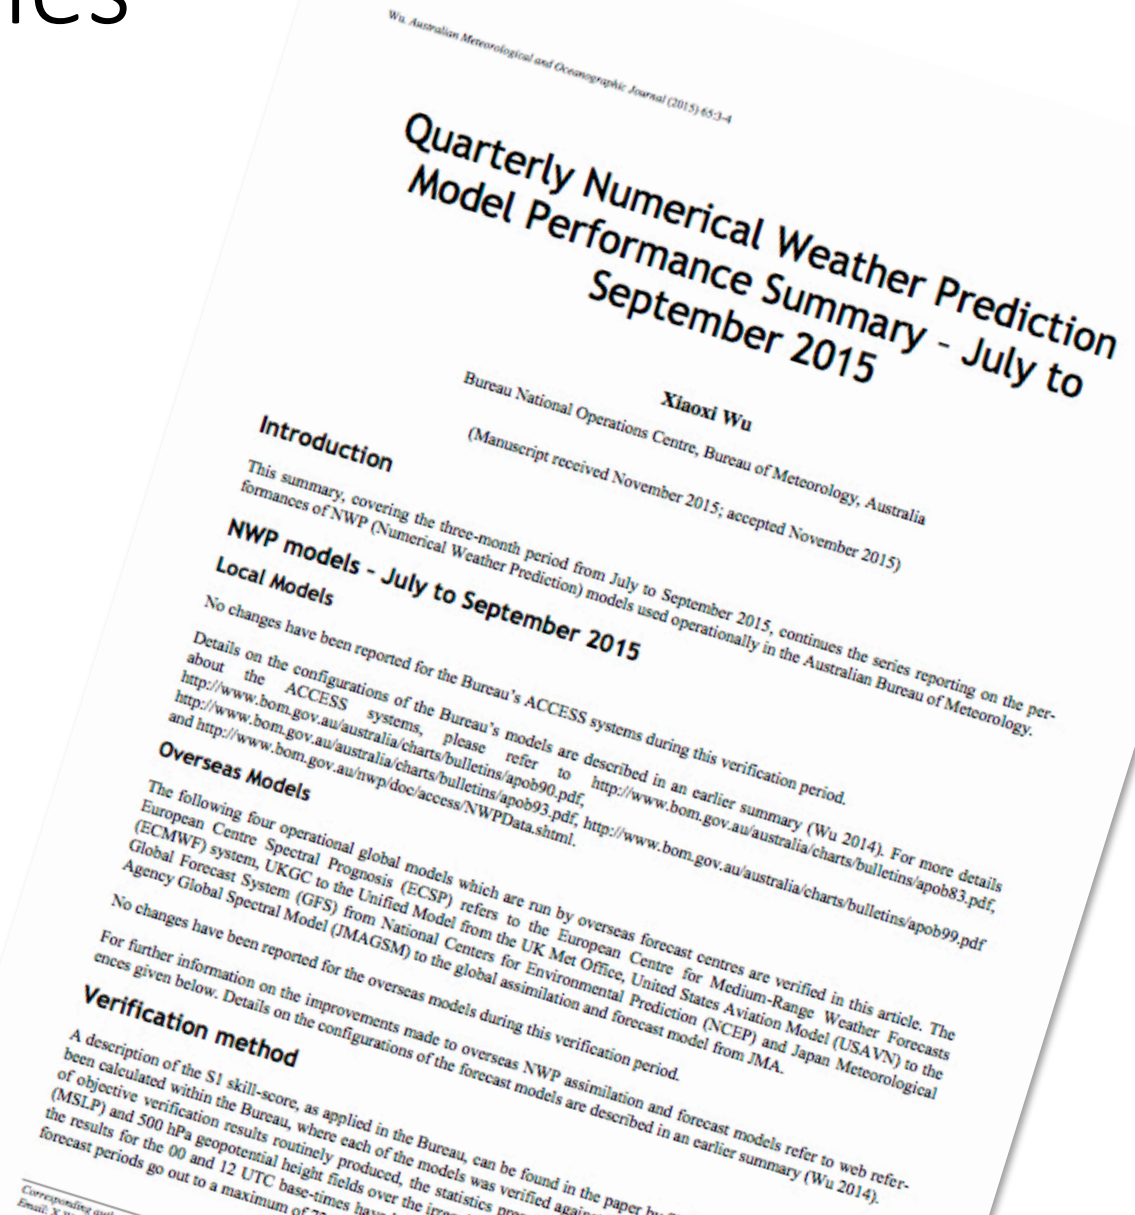 Wu. Australian Meteorological and Oceanographic Journal (2015) 65:3-4
Quarterly Numerical Weather Prediction
Model Performance Summary - July to
September 2015
Xiaoxi Wu
Bureau National Operations Centre, Bureau of Meteorology, Australia
(Manuscript received November 2015; accepted November 2015)
Introduction
This summary, covering the three-month period from July to September 2015, continues the series reporting on the per-
formances of NWP (Numerical Weather Prediction) models used operationally in the Australian Bureau of Meteorology.
NWP models - July to September 2015
Local Models
No changes have been reported for the Bureau's ACCESS systems during this verification period.
Details on the configurations of the Bureau's models are described in an earlier summary (Wu 2014). For more details
about the ACCESS systems, please refer to http://www.bom.gov.au/australia/charts/bulletins/apob83.pdf,
http://www.bom.gov.au/australia/charts/bulletins/apob90.pdf,
http://www.bom.gov.au/australia/charts/bulletins/apob93.pdf, http://www.bom.gov.au/australia/charts/bulletins/apob99.pdf
and http://www.bom.gov.au/nwp/doc/access/NWPData.shtml.
Overseas Models
The following four operational global models which are run by overseas forecast centres are verified in this article. The
European Centre Spectral Prognosis (ECSP) refers to the European Centre for Medium-Range Weather Forecasts
(ECMWF) system, UKGC to the Unified Model from the UK Met Office, United States Aviation Model (USAVN) to the
Global Forecast System (GFS) from National Centers for Environmental Prediction (NCEP) and Japan Meteorological
Agency Global Spectral Model (JMAGSM) to the global assimilation and forecast model from JMA.
No changes have been reported for the overseas models during this verification period.
For further information on the improvements made to overseas NWP assimilation and forecast models refer to web refer-
ences given below. Details on the configurations of the forecast models are described in an earlier summary (Wu 2014).
Verification method
A description of the S1 skill-score, as applied in the Bureau, can be found in the paper by
been calculated within the Bureau, where each of the models was verified against
of objective verification results routinely produced, the statistics
(MSLP) and 500 hPa geopotential height fields over the
the results for the 00 and 12 UTC base-times have
forecast periods go out to a maximum of
Corresponding
Email: X